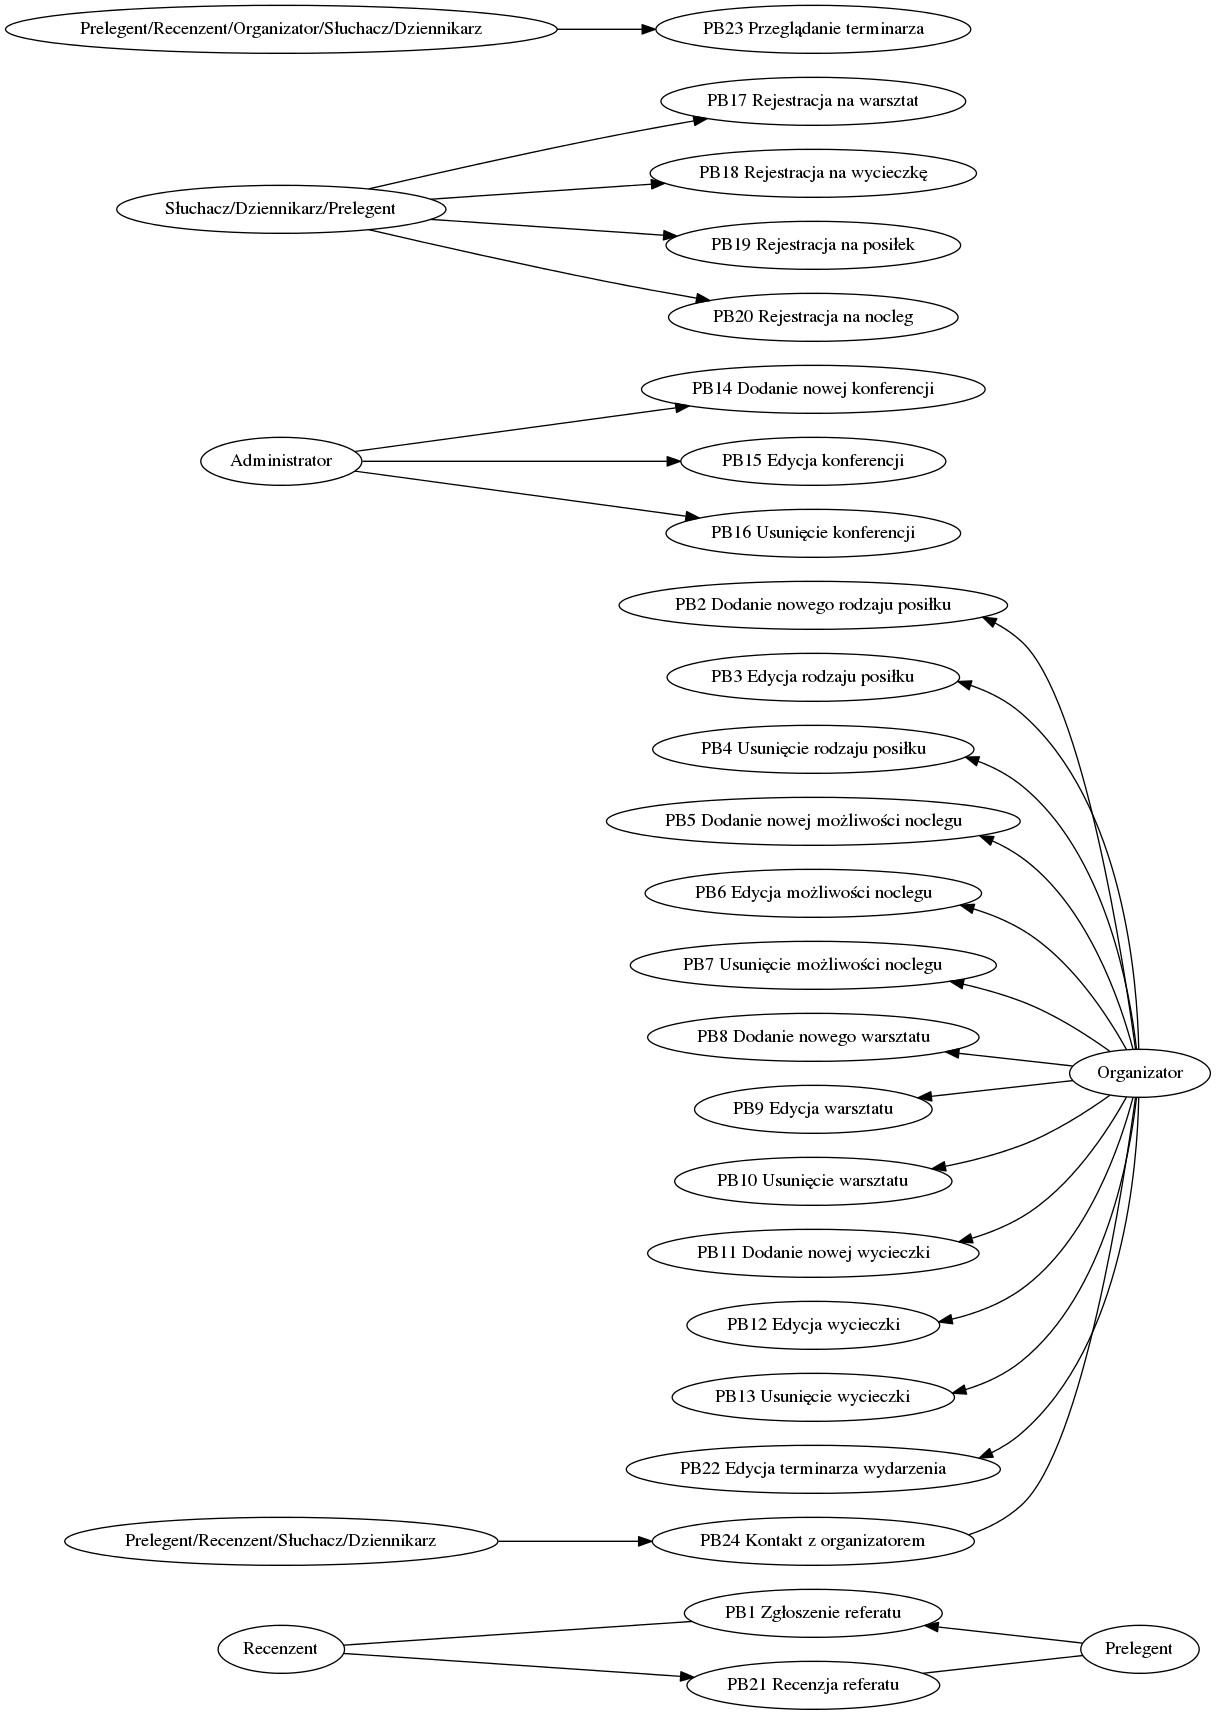 Prelegent/Recenzent/Organizator/Słuchacz/Dziennikarz
PB23 Przeglądanie terminarza
PB17 Rejestracja na warsztat
PB18 Rejestracja na wycieczkę
Słuchacz/Dziennikarz/Prelegent
PB19 Rejestracja na posiłek
PB20 Rejestracja na nocleg
PB14 Dodanie nowej konferencji
Administrator
PB15 Edycja konferencji
PB16 Usunięcie konferencji
PB2 Dodanie nowego rodzaju posiłku
PB3 Edycja rodzaju posiłku
PB4 Usunięcie rodzaju posiłku
PB5 Dodanie nowej możliwości noclegu
PB6 Edycja możliwości noclegu
PB7 Usunięcie możliwości noclegu
PB8 Dodanie nowego warsztatu
Organizator
PB9 Edycja warsztatu
PB10 Usunięcie warsztatu
PB11 Dodanie nowej wycieczki
PB12 Edycja wycieczki
PB13 Usunięcie wycieczki
PB22 Edycja terminarza wydarzenia
Prelegent/Recenzent/Słuchacz/Dziennikarz
PB24 Kontakt z organizatorem
PB1 Zgłoszenie referatu
Recenzent
Prelegent
PB21 Recenzja referatu